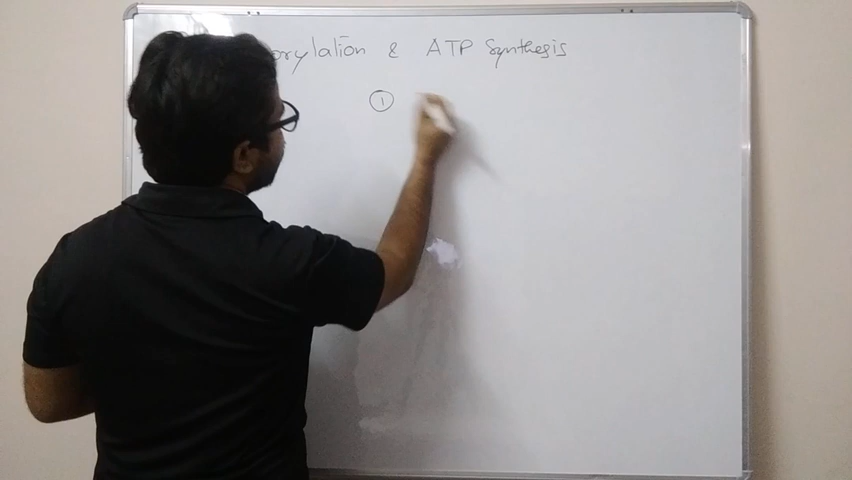 orylation & ATP Synthesis
①